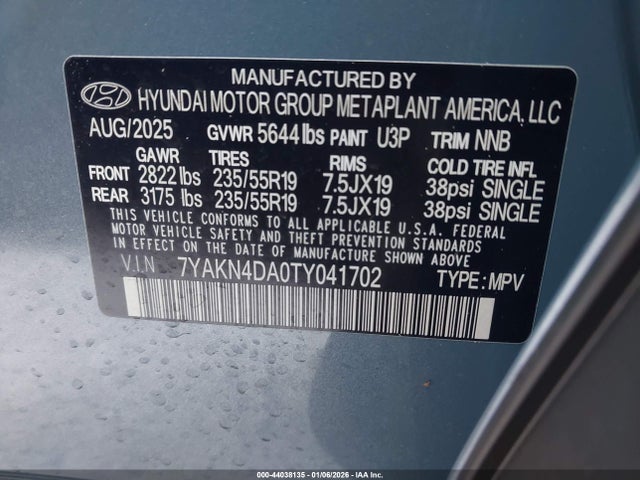 MANUFACTURED BY
HYUNDAI MOTOR GROUP METAPLANT AMERICA, LLC
AUG/2025 GVWR 5644 lbs PAINT U3P TRIM NNB
GAWR TIRES RIMS COLD TIRE INFL
FRONT 2822 lbs 235/55R19 7.5JX19 38psi SINGLE
REAR 3175 lbs 235/55R19 7.5JX19 38psi SINGLE
THIS VEHICLE CONFORMS TO ALL APPLICABLE U.S.A. FEDERAL
MOTOR VEHICLE SAFETY, BUMPER, AND THEFT PREVENTION STANDARDS
IN EFFECT ON THE DATE OF MANUFACTURE SHOWN ABOVE.
V.I.N 7YAKN4DA0TY041702 TYPE: MPV
000-44038135 - 01/06/2026 - IAA Inc.